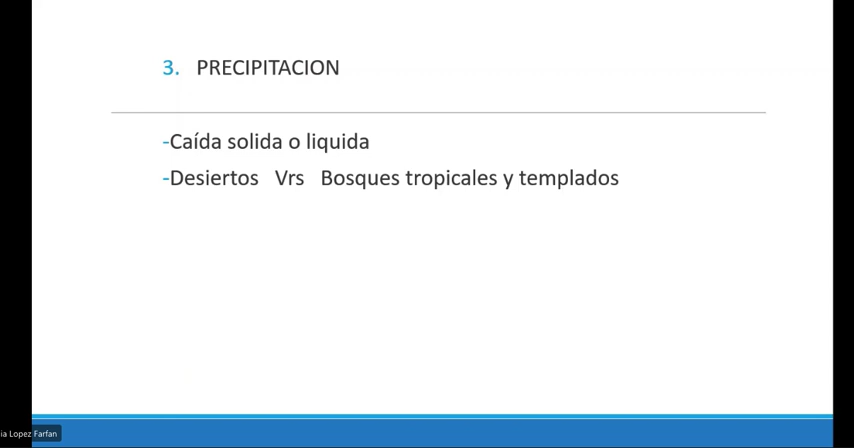 3. PRECIPITACION
-Caída solida o liquida
-Desiertos Vrs Bosques tropicales y templados
ia Lopez Farfan